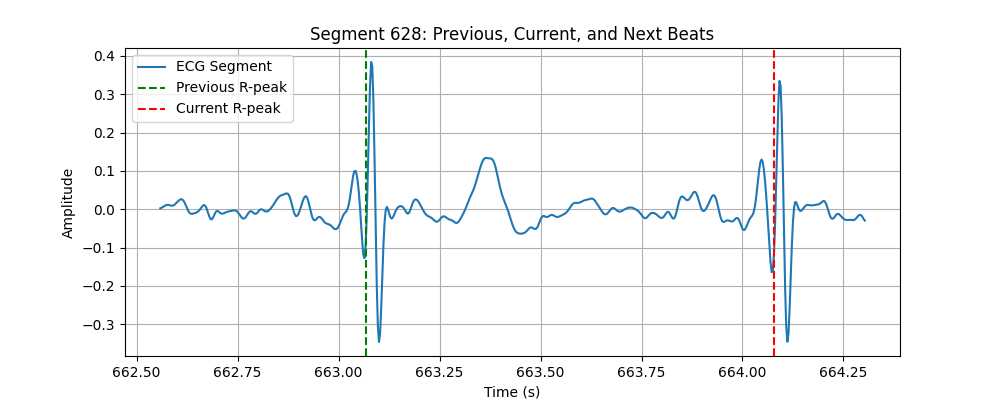 Segment 628: Previous, Current, and Next Beats
ECG Segment
Previous R-peak
Current R-peak
Amplitude
0.4
0.3
0.2
0.1
0.0
−0.1
−0.2
−0.3
662.50 662.75 663.00 663.25 663.50 663.75 664.00 664.25
Time (s)